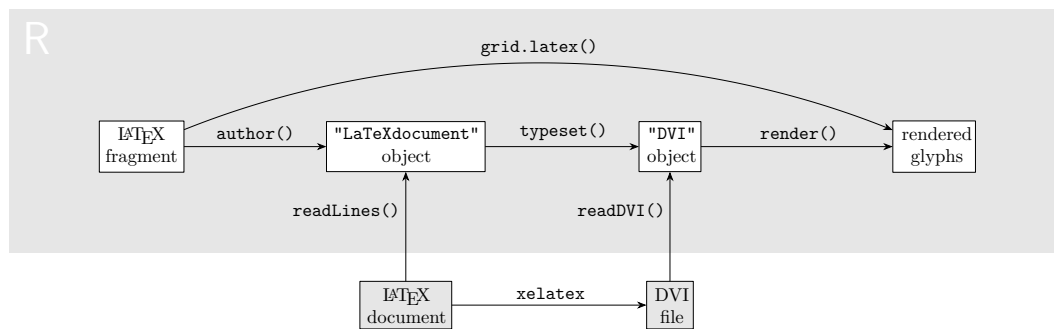 R
grid.latex()
LATEX
fragment
author()
"LaTeXdocument"
object
typeset()
"DVI"
object
render()
rendered
glyphs
readLines()
readDVI()
LATEX
document
xelatex
DVI
file